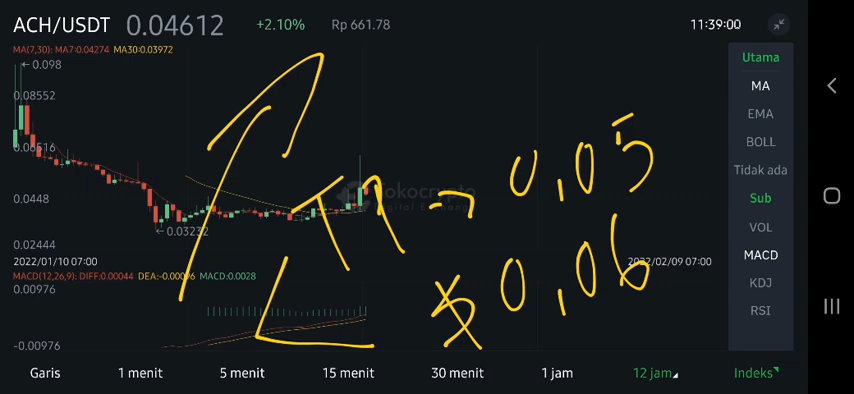 ACH/USDT 0.04612 +2.10% Rp 661.78 11:39:00
MA(7,30): MA7:0.04274 MA30:0.03972
Utama
0.098
MA
0.08552
EMA
0.06516
BOLL
= 0,05
Tidak ada
Tokocrypto
Digital
0.0448
Sub
0.03232
VOL
0.02444
2022/01/10 07:00 2022/02/09 07:00
MACD
MACD(12,26,9): DIFF:0.00044 DEA:-0.00096 MACD:0.0028
0.00976
KDJ
0,06
RSI
-0.00976
Garis 1 menit 5 menit 15 menit 30 menit 1 jam 12 jam Indeks